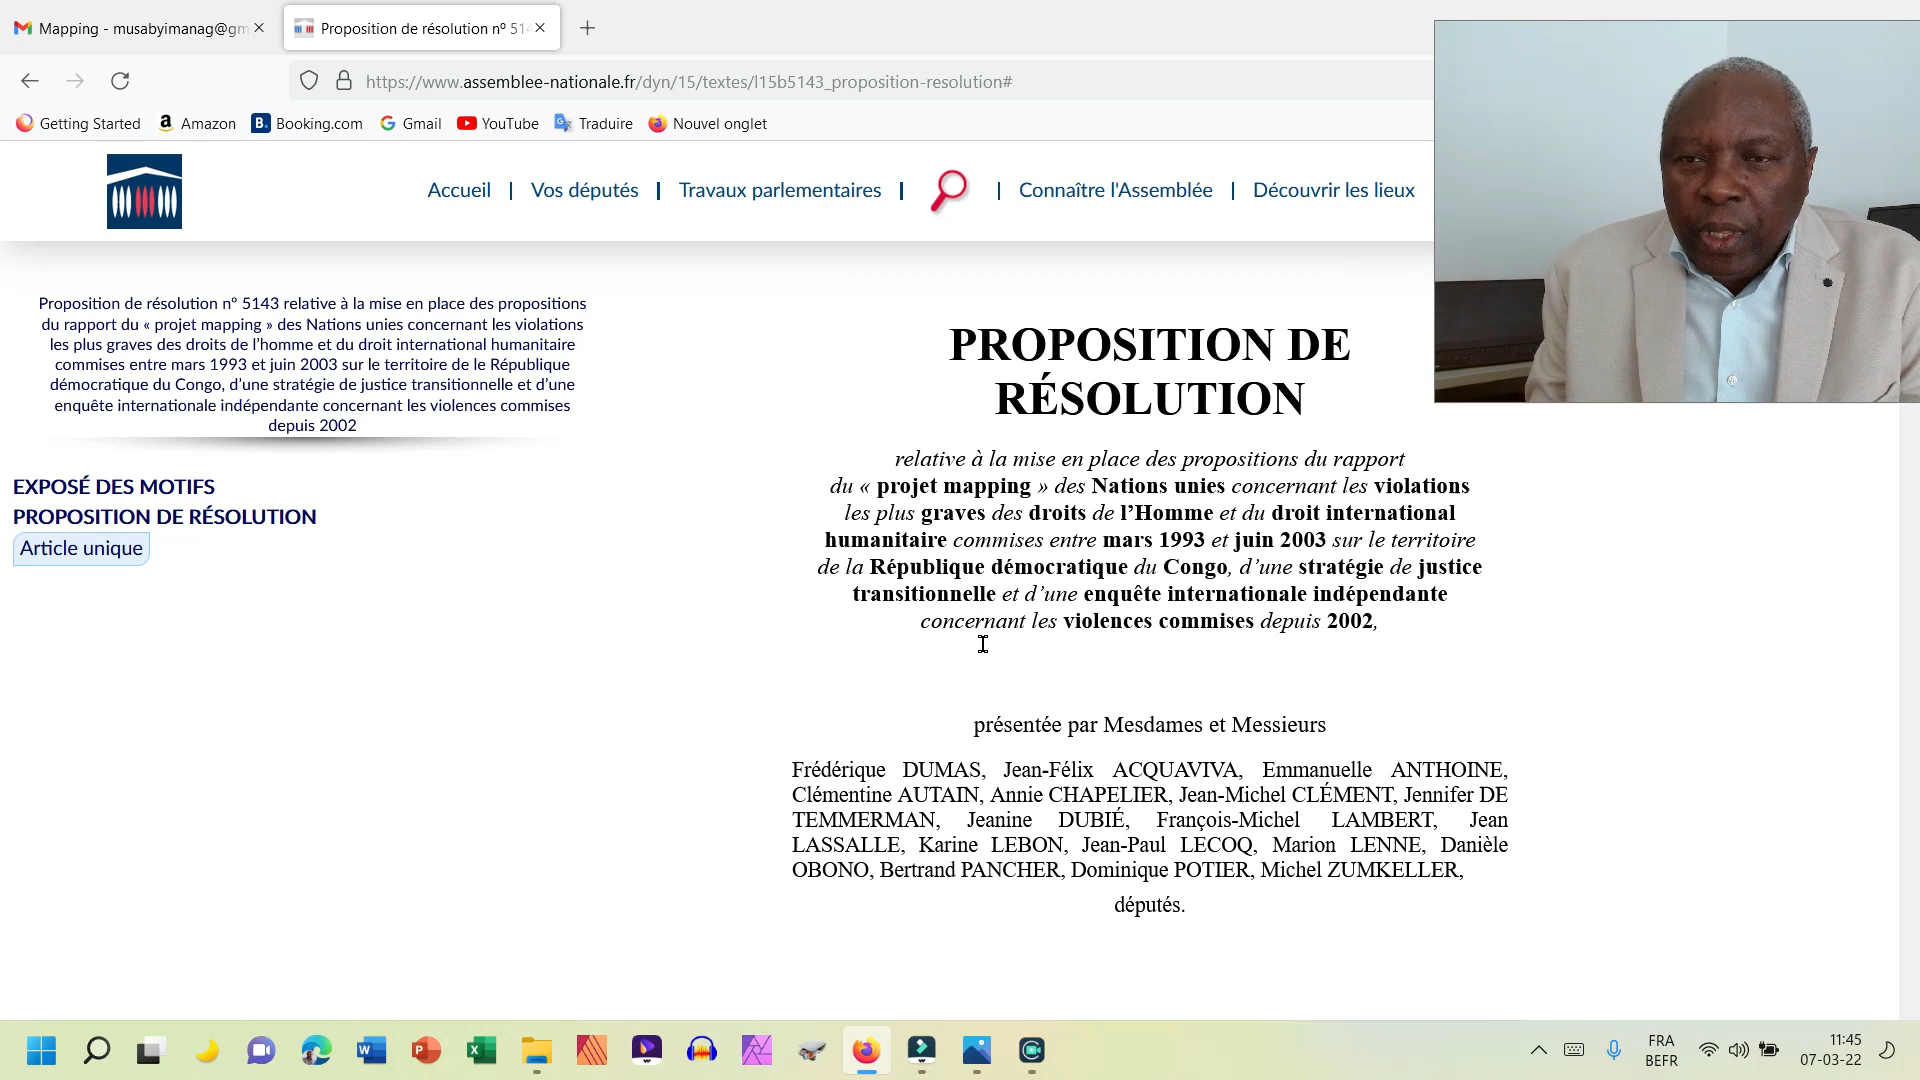 Mapping - musabyimanag@gm
Proposition de résolution nº 514
https://www.assemblee-nationale.fr/dyn/15/textes/l15b5143_proposition-resolution#
Getting Started
Amazon
B. Booking.com
Gmail
YouTube
Traduire
Nouvel onglet
Accueil | Vos députés | Travaux parlementaires | | Connaître l'Assemblée | Découvrir les lieux
Proposition de résolution nº 5143 relative à la mise en place des propositions
du rapport du « projet mapping » des Nations unies concernant les violations
les plus graves des droits de l’homme et du droit international humanitaire
commises entre mars 1993 et juin 2003 sur le territoire de le République
démocratique du Congo, d’une stratégie de justice transitionnelle et d’une
enquête internationale indépendante concernant les violences commises
depuis 2002
EXPOSÉ DES MOTIFS
PROPOSITION DE RÉSOLUTION
Article unique
PROPOSITION DE
RÉSOLUTION
relative à la mise en place des propositions du rapport
du « projet mapping » des Nations unies concernant les violations
les plus graves des droits de l’Homme et du droit international
humanitaire commises entre mars 1993 et juin 2003 sur le territoire
de la République démocratique du Congo, d’une stratégie de justice
transitionnelle et d’une enquête internationale indépendante
concernant les violences commises depuis 2002,
présentée par Mesdames et Messieurs
Frédérique DUMAS, Jean-Félix ACQUAVIVA, Emmanuelle ANTHOINE,
Clémentine AUTAIN, Annie CHAPELIER, Jean-Michel CLÉMENT, Jennifer DE
TEMMERMAN, Jeanine DUBIÉ, François-Michel LAMBERT, Jean
LASSALLE, Karine LEBON, Jean-Paul LECOQ, Marion LENNE, Danièle
OBONO, Bertrand PANCHER, Dominique POTIER, Michel ZUMKELLER,
députés.
FRA
BEFR
11:45
07-03-22